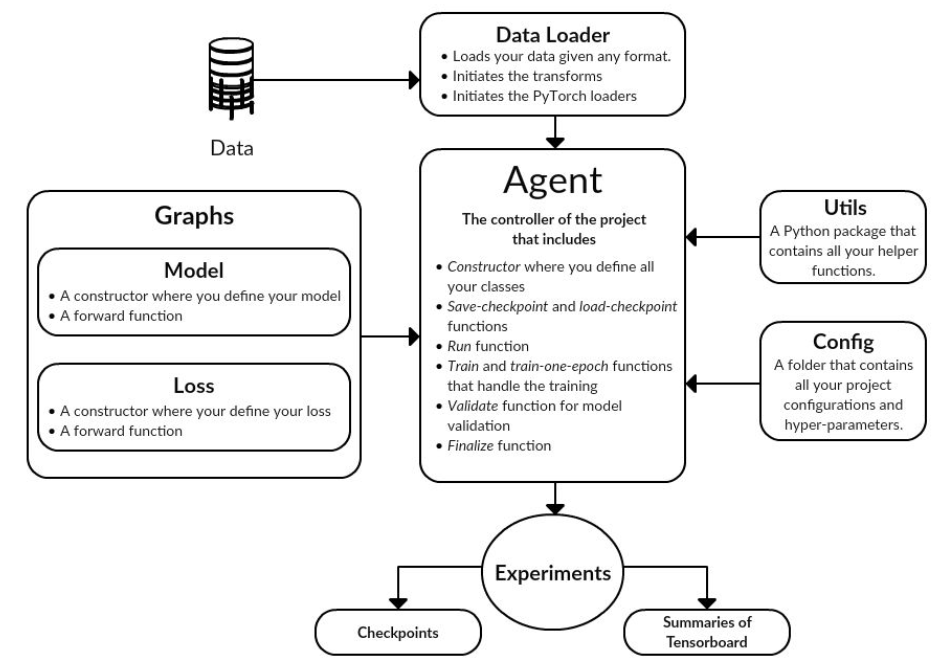 Data Loader
• Loads your data given any format.
• Initiates the transforms
• Initiates the PyTorch loaders
Data
Agent
The controller of the project
that includes
• Constructor where you define all
your classes
• Save-checkpoint and load-checkpoint
functions
• Run function
• Train and train-one-epoch functions
that handle the training
• Validate function for model
validation
• Finalize function
Graphs
Model
• A constructor where you define your model
• A forward function
Loss
• A constructor where your define your loss
• A forward function
Utils
A Python package that
contains all your helper
functions.
Config
A folder that contains
all your project
configurations and
hyper-parameters.
Experiments
Checkpoints
Summaries of
Tensorboard